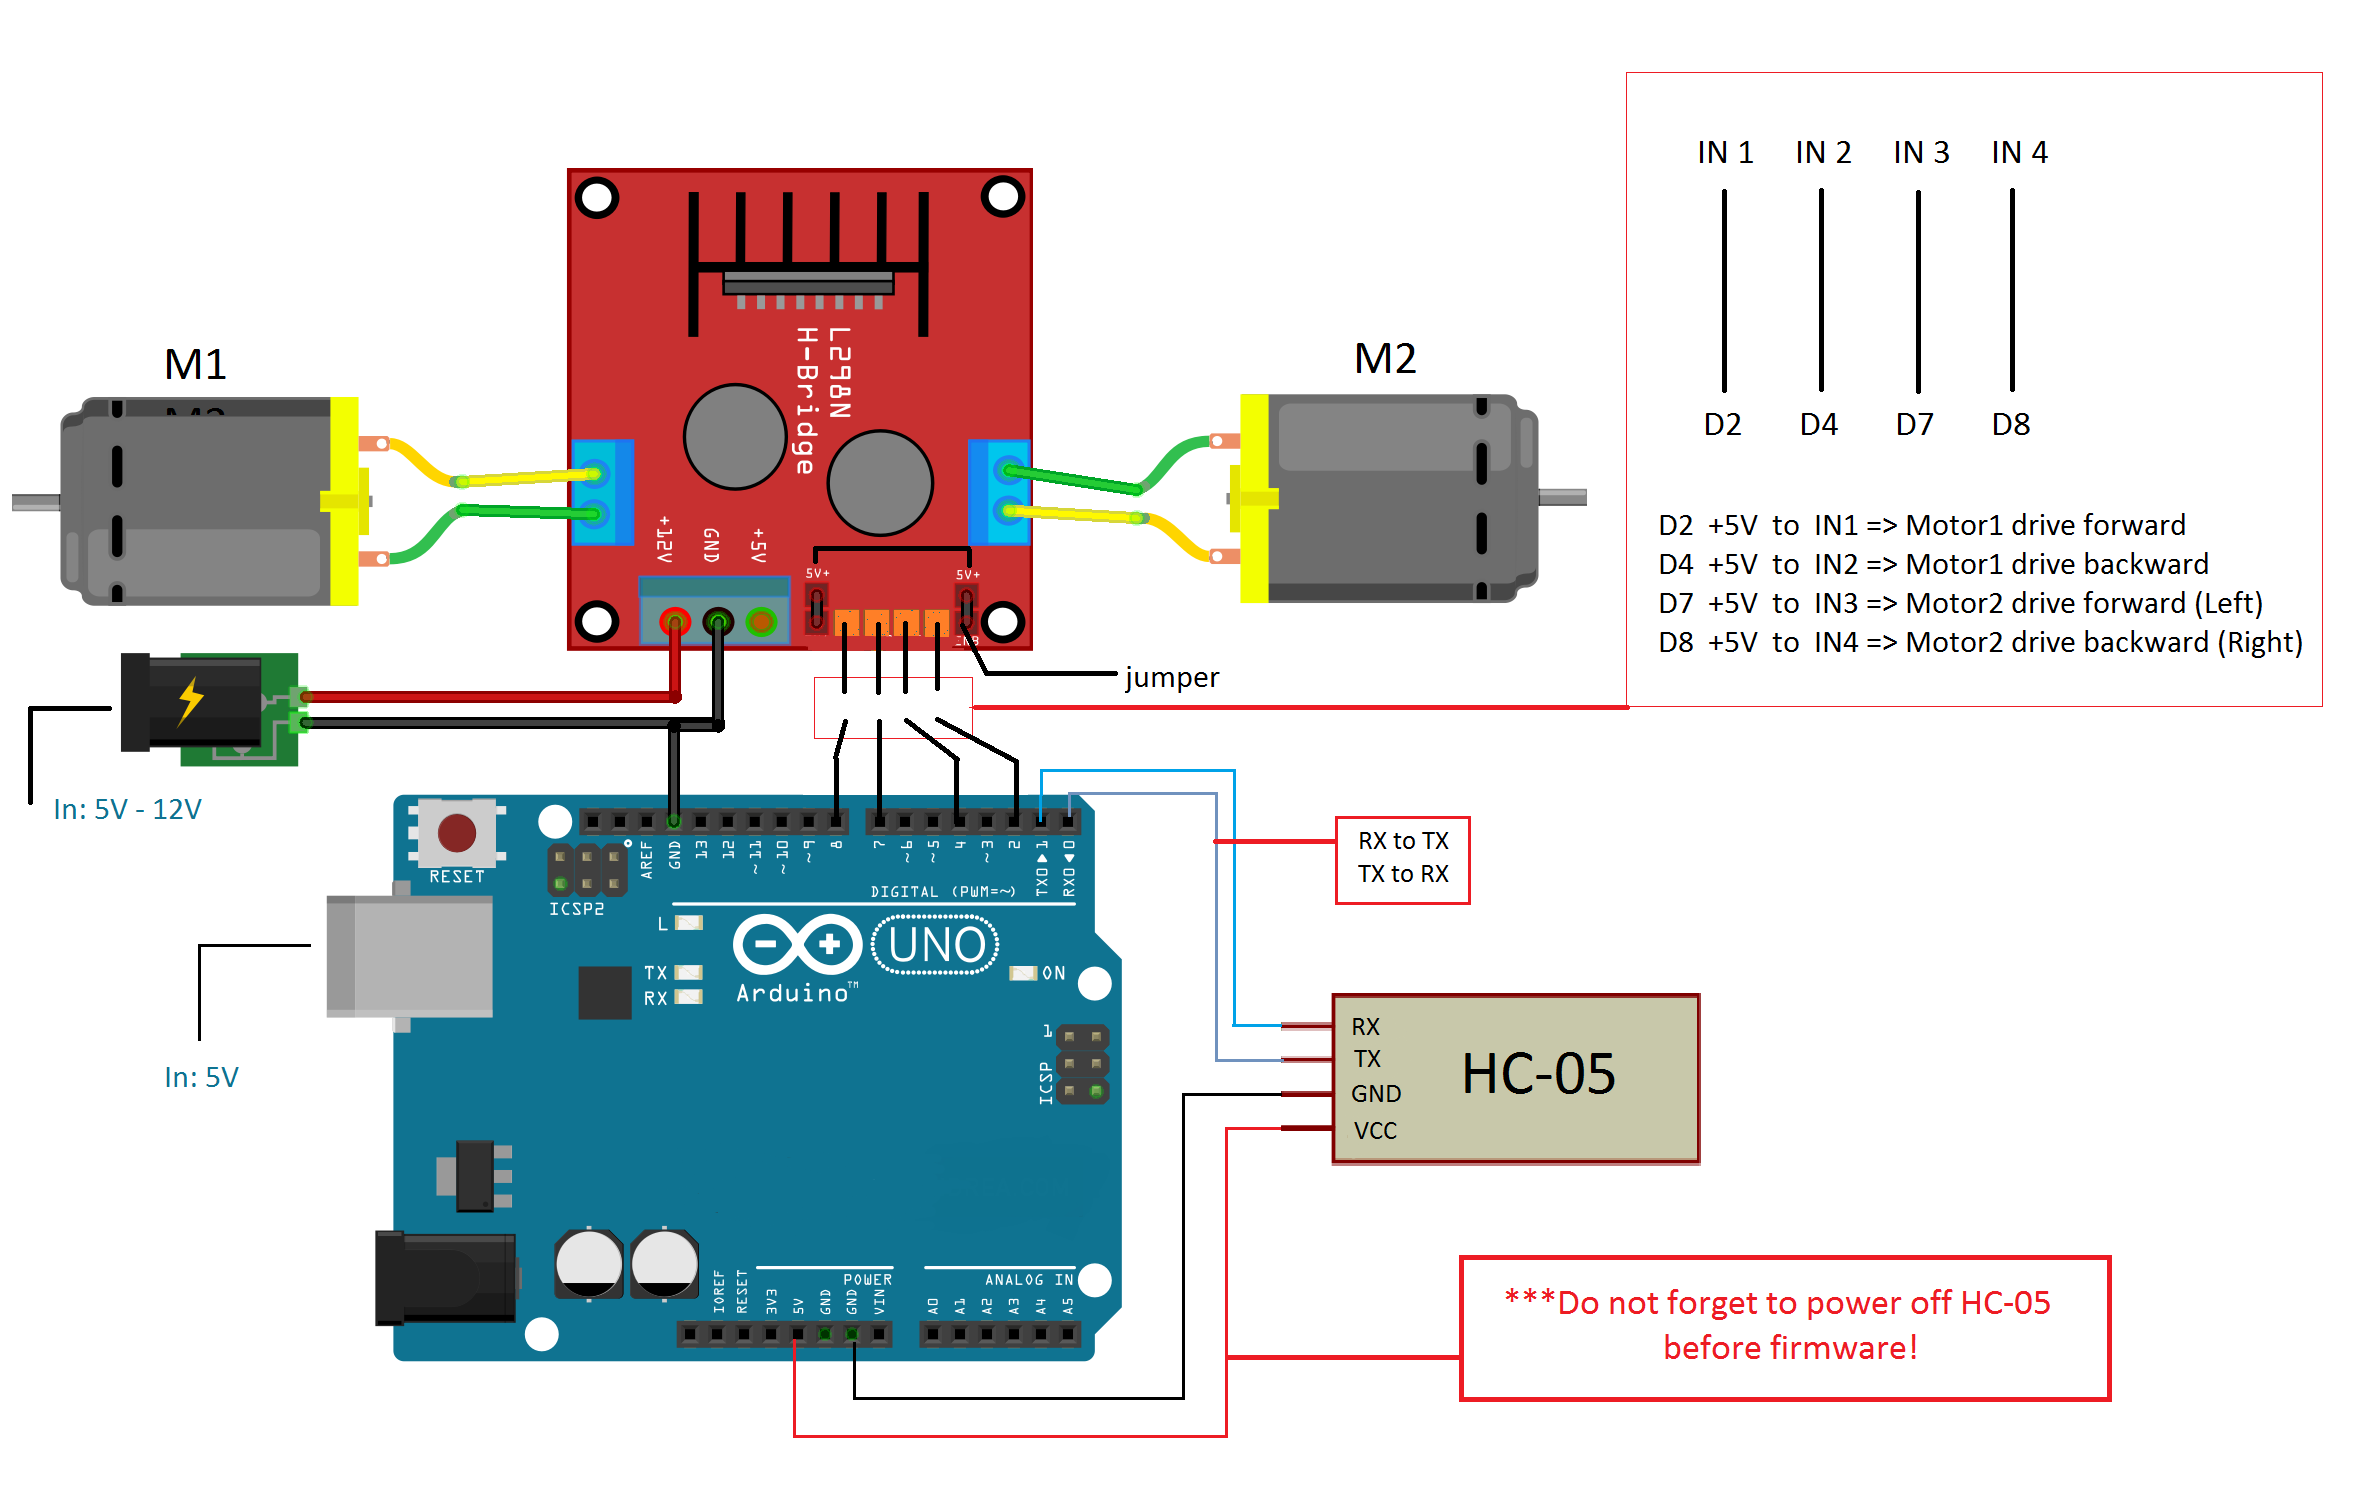 IN 1 IN 2 IN 3 IN 4
D2 D4 D7 D8
D2 +5V to IN1 => Motor1 drive forward
D4 +5V to IN2 => Motor1 drive backward
D7 +5V to IN3 => Motor2 drive forward (Left)
D8 +5V to IN4 => Motor2 drive backward (Right)
M1
M2
L298N
H-Bridge
+12V
GND
+5V
5V+
5V+
jumper
In: 5V - 12V
RESET
ICSP2
AREF
GND
13
12
~11
~10
~9
8
7
~6
~5
4
~3
2
TX0▲1
RX0▼0
DIGITAL (PWM=~)
L
TX
RX
UNO
Arduino™
ON
1
ICSP
In: 5V
RX to TX
TX to RX
RX
TX
GND
VCC
HC-05
IOREF
RESET
3V3
5V
GND
GND
VIN
POWER
ANALOG IN
A0
A1
A2
A3
A4
A5
***Do not forget to power off HC-05
before firmware!